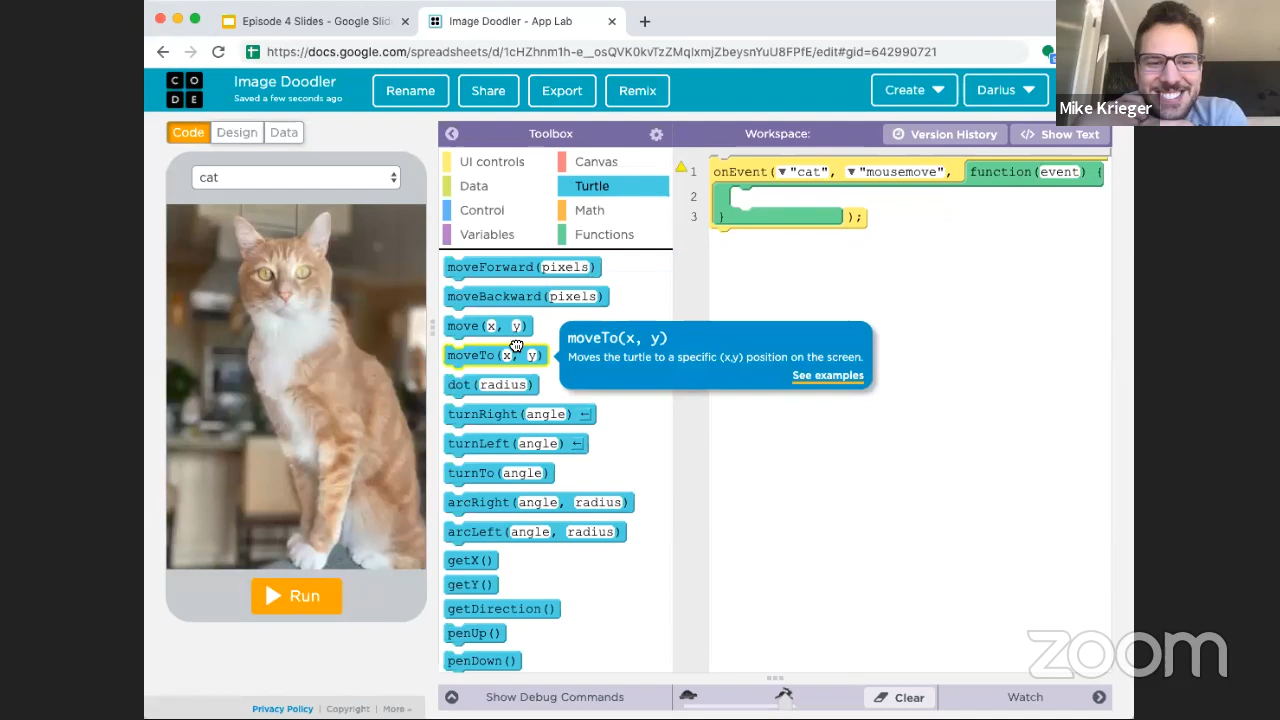 Episode 4 Slides - Google Slid
Image Doodler - App Lab
https://docs.google.com/spreadsheets/d/1cHZhnm1h-e__osQVK0kvTzZMqIxmjZbeysnYuU8FPfE/edit#gid=642990721
Mike Krieger
C O
D E
Image Doodler
Saved a few seconds ago
Rename
Share
Export
Remix
Create
Darius
Code
Design
Data
Toolbox
Workspace:
Version History
</> Show Text
cat
UI controls
Canvas
Data
Turtle
Control
Math
Variables
Functions
moveForward(pixels)
moveBackward(pixels)
move(x, y)
moveTo(x, y)
dot(radius)
turnRight(angle) ←
turnLeft(angle) ←
turnTo(angle)
arcRight(angle, radius)
arcLeft(angle, radius)
getX()
getY()
getDirection()
penUp()
penDown()
moveTo(x, y)
Moves the turtle to a specific (x,y) position on the screen.
See examples
1 onEvent(▼"cat", ▼"mousemove", function(event) {
2
3 } );
Run
Show Debug Commands
Clear
Watch
Privacy Policy | Copyright | More
zoom